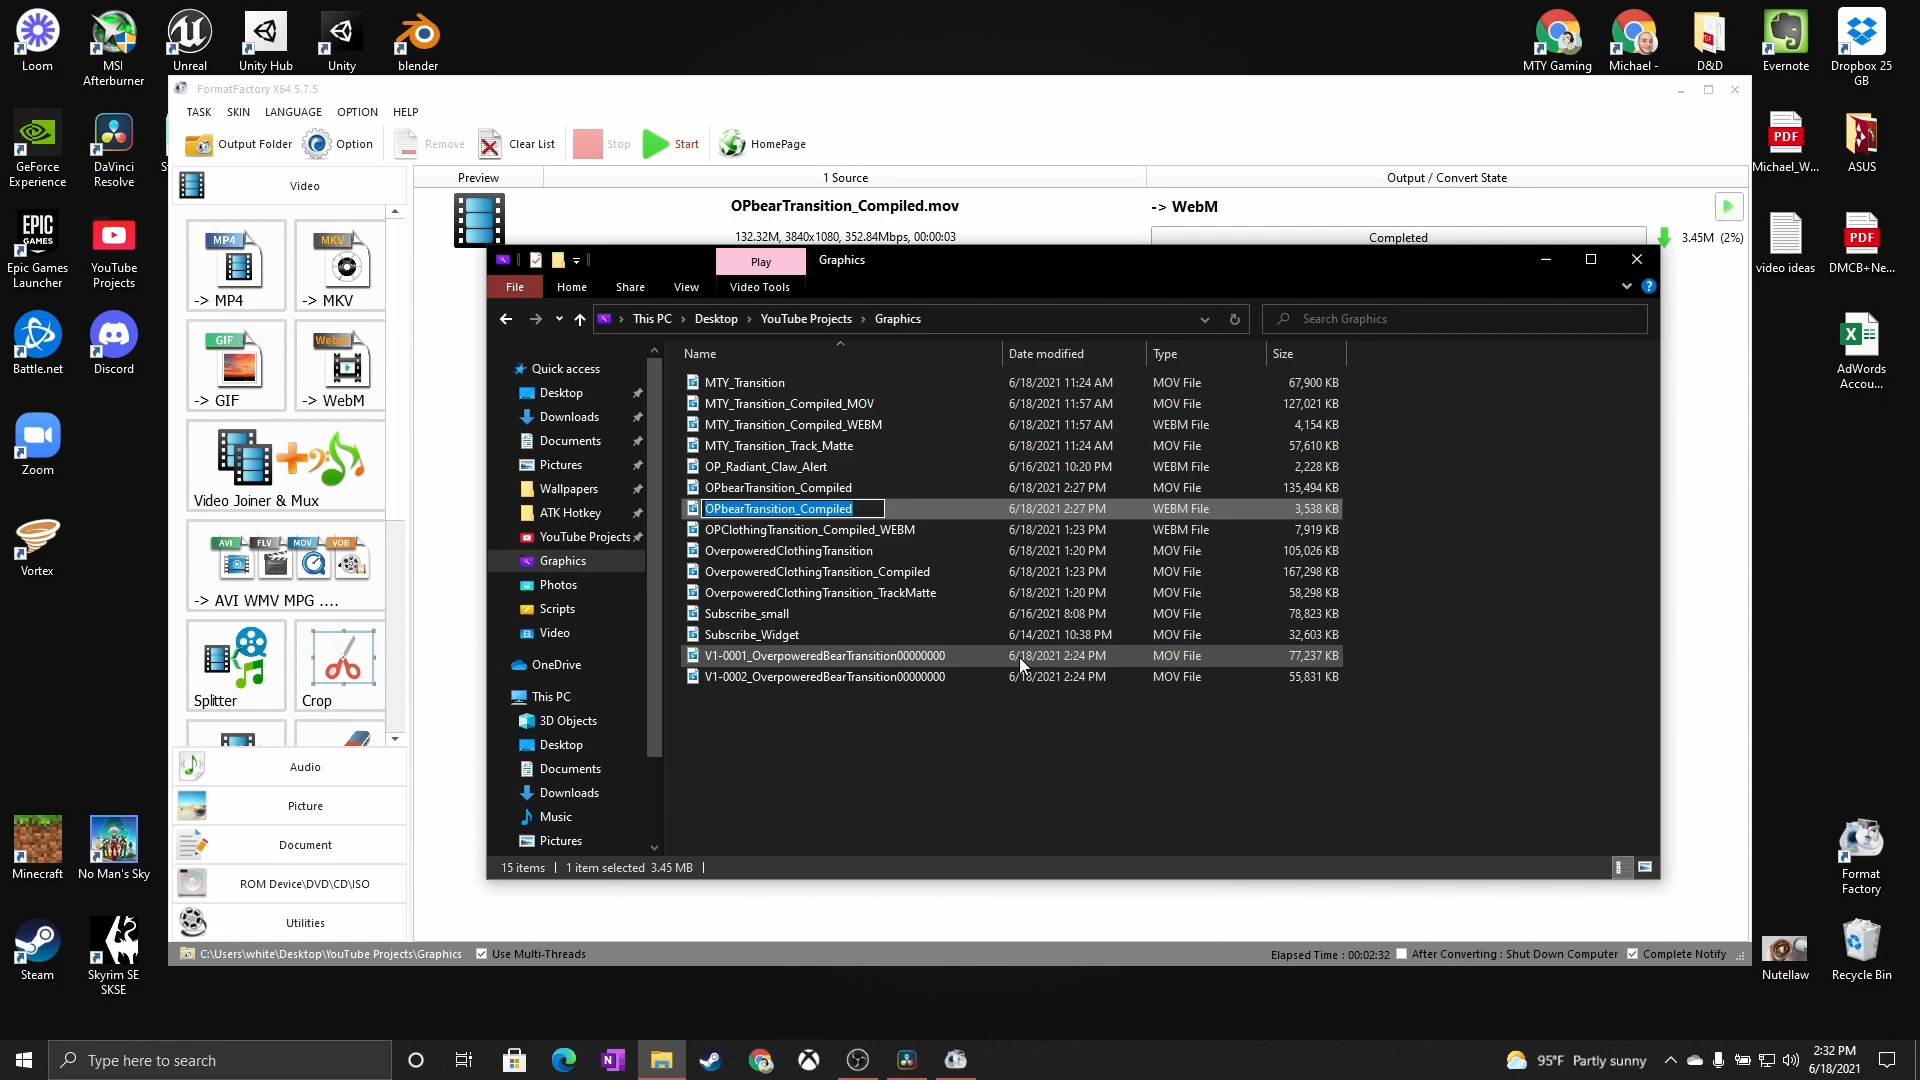 Loom
MSI
Afterburner
Unreal
Unity Hub
Unity
blender
MTY Gaming
Michael -
D&D
Evernote
Dropbox 25
GB
GeForce
Experience
DaVinci
Resolve
PDF
Michael_W...
ASUS
EPIC
GAMES
Epic Games
Launcher
YouTube
Projects
video ideas
PDF
DMCB+Ne...
Battle.net
Discord
AdWords
Accou...
Zoom
Vortex
Minecraft
No Man's Sky
Format
Factory
Steam
Skyrim SE
SKSE
Nutellaw
Recycle Bin
FormatFactory X64 5.7.5
TASK SKIN LANGUAGE OPTION HELP
Output Folder Option Remove Clear List Stop Start HomePage
Video
Preview 1 Source Output / Convert State
OPbearTransition_Compiled.mov -> WebM
132.32M, 3840x1080, 352.84Mbps, 00:00:03 Completed 3.45M (2%)
MP4 MKV
-> MP4 -> MKV
GIF WebM
-> GIF -> WebM
Video Joiner & Mux
AVI FLV MOV VOB
-> AVI WMV MPG ....
Splitter Crop
Audio
Picture
Document
ROM Device\DVD\CD\ISO
Utilities
C:\Users\white\Desktop\YouTube Projects\Graphics Use Multi-Threads Elapsed Time : 00:02:32 After Converting : Shut Down Computer Complete Notify
Play Graphics
File Home Share View Video Tools
This PC > Desktop > YouTube Projects > Graphics Search Graphics
Quick access
Desktop
Downloads
Documents
Pictures
Wallpapers
ATK Hotkey
YouTube Projects
Graphics
Photos
Scripts
Video
OneDrive
This PC
3D Objects
Desktop
Documents
Downloads
Music
Pictures
Name Date modified Type Size
MTY_Transition 6/18/2021 11:24 AM MOV File 67,900 KB
MTY_Transition_Compiled_MOV 6/18/2021 11:57 AM MOV File 127,021 KB
MTY_Transition_Compiled_WEBM 6/18/2021 11:57 AM WEBM File 4,154 KB
MTY_Transition_Track_Matte 6/18/2021 11:24 AM MOV File 57,610 KB
OP_Radiant_Claw_Alert 6/16/2021 10:20 PM WEBM File 2,228 KB
OPbearTransition_Compiled 6/18/2021 2:27 PM MOV File 135,494 KB
OPbearTransition_Compiled 6/18/2021 2:27 PM WEBM File 3,538 KB
OPClothingTransition_Compiled_WEBM 6/18/2021 1:23 PM WEBM File 7,919 KB
OverpoweredClothingTransition 6/18/2021 1:20 PM MOV File 105,026 KB
OverpoweredClothingTransition_Compiled 6/18/2021 1:23 PM MOV File 167,298 KB
OverpoweredClothingTransition_TrackMatte 6/18/2021 1:20 PM MOV File 58,298 KB
Subscribe_small 6/16/2021 8:08 PM MOV File 78,823 KB
Subscribe_Widget 6/14/2021 10:38 PM MOV File 32,603 KB
V1-0001_OverpoweredBearTransition00000000 6/18/2021 2:24 PM MOV File 77,237 KB
V1-0002_OverpoweredBearTransition00000000 6/18/2021 2:24 PM MOV File 55,831 KB
15 items 1 item selected 3.45 MB
Type here to search
95°F Partly sunny
2:32 PM
6/18/2021